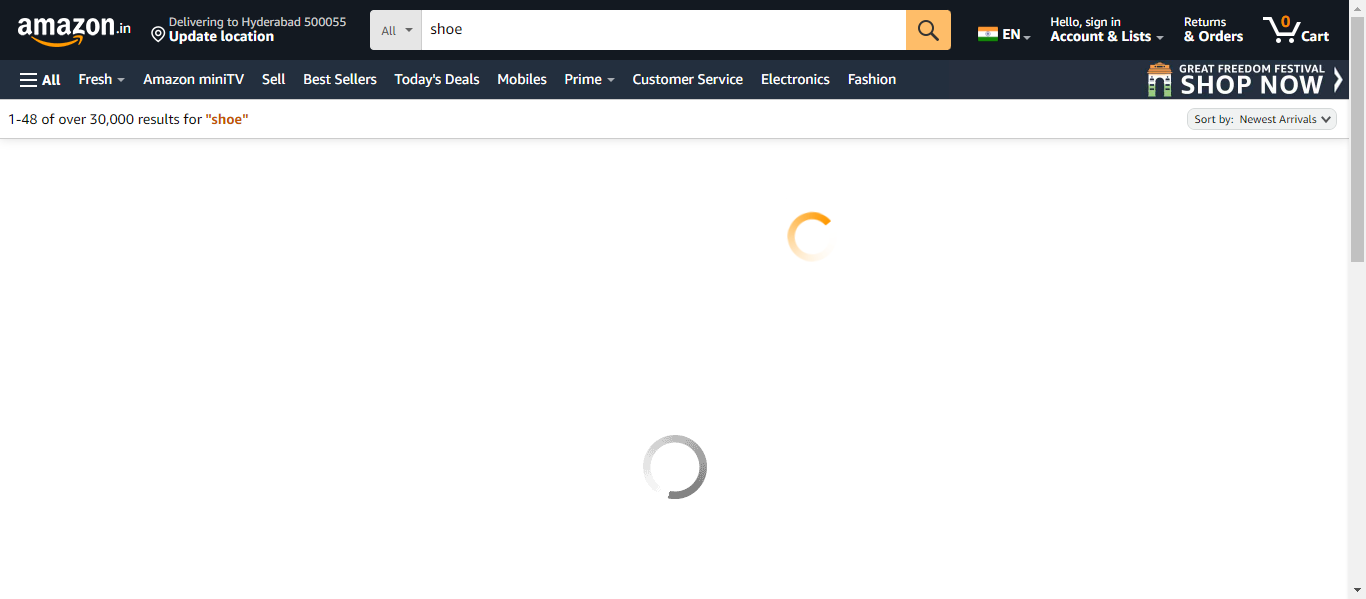 amazon.in
Delivering to Hyderabad 500055
Update location
All
shoe
EN
Hello, sign in
Account & Lists
Returns
& Orders
0
Cart
All
Fresh
Amazon miniTV
Sell
Best Sellers
Today's Deals
Mobiles
Prime
Customer Service
Electronics
Fashion
GREAT FREEDOM FESTIVAL
SHOP NOW
1-48 of over 30,000 results for "shoe"
Sort by: Newest Arrivals